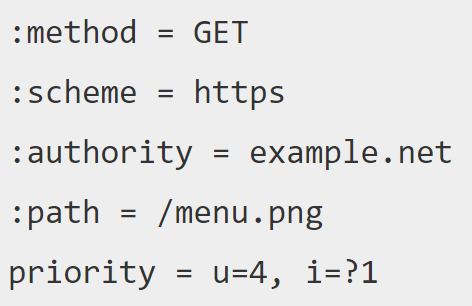 :method = GET
:scheme = https
:authority = example.net
:path = /menu.png
priority = u=4, i=?1